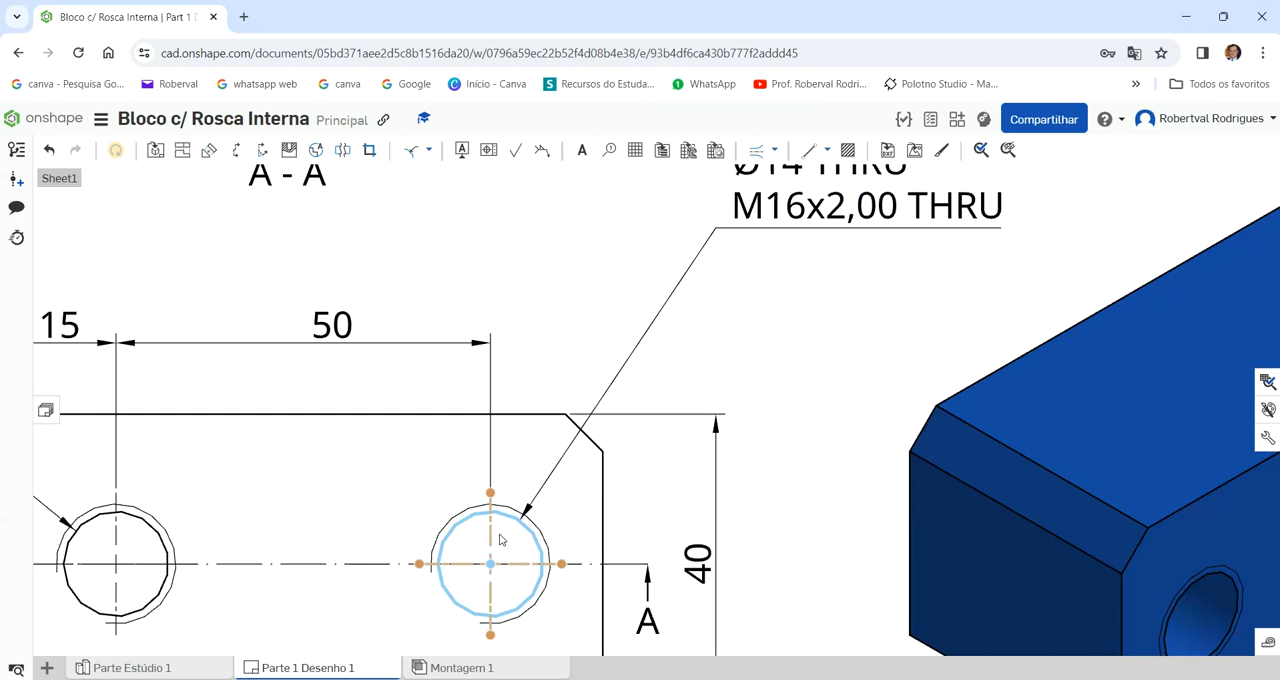 Bloco c/ Rosca Interna | Part 1 D
cad.onshape.com/documents/05bd371aee2d5c8b1516da20/w/0796a59ec22b52f4d08b4e38/e/93b4df6ca430b777f2addd45
canva - Pesquisa Go...
Roberval
whatsapp web
canva
Google
Início - Canva
Recursos do Estuda...
WhatsApp
Prof. Roberval Rodri...
Polotno Studio - Ma...
Todos os favoritos
onshape
Bloco c/ Rosca Interna
Principal
Compartilhar
Robertval Rodrigues
Sheet1
A - A
Ø14 THRU
M16x2,00 THRU
15
50
40
A
Parte Estúdio 1
Parte 1 Desenho 1
Montagem 1